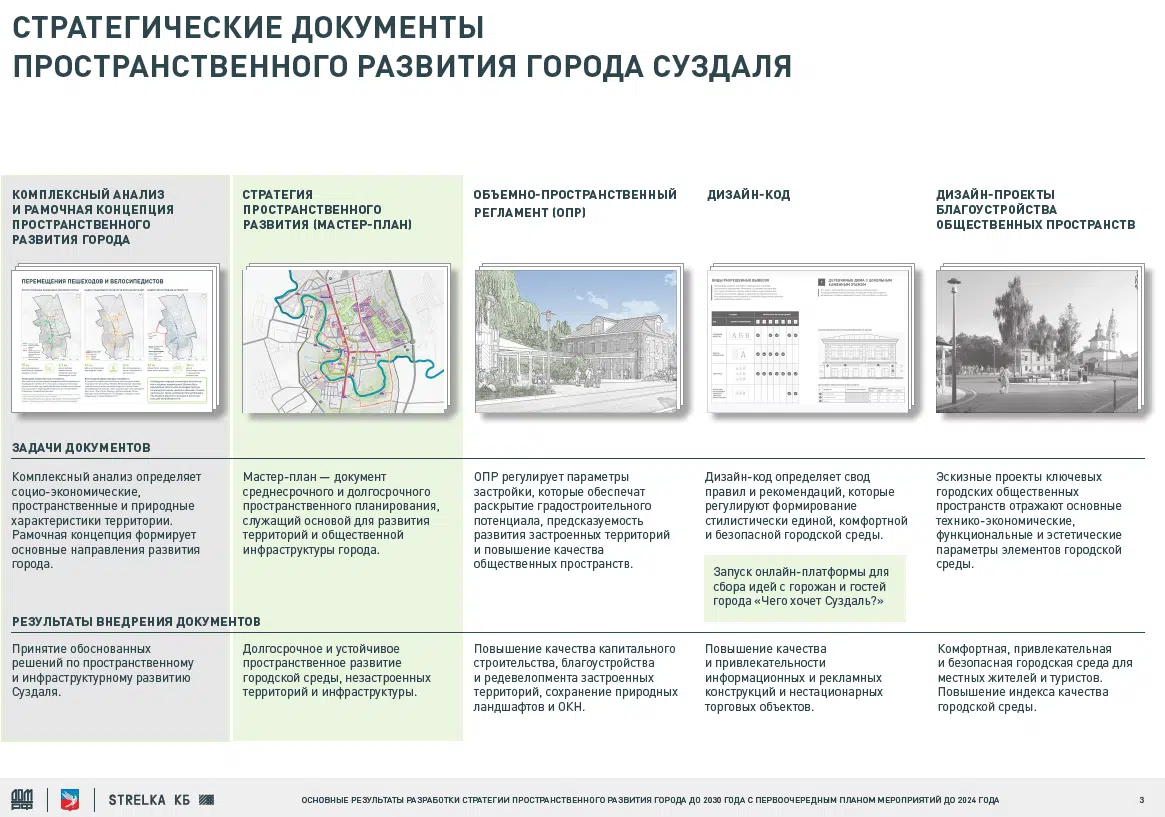 СТРАТЕГИЧЕСКИЕ ДОКУМЕНТЫ
ПРОСТРАНСТВЕННОГО РАЗВИТИЯ ГОРОДА СУЗДАЛЯ
КОМПЛЕКСНЫЙ АНАЛИЗ
И РАМОЧНАЯ КОНЦЕПЦИЯ
ПРОСТРАНСТВЕННОГО
РАЗВИТИЯ ГОРОДА
СТРАТЕГИЯ
ПРОСТРАНСТВЕННОГО
РАЗВИТИЯ (МАСТЕР-ПЛАН)
ОБЪЕМНО-ПРОСТРАНСТВЕННЫЙ
РЕГЛАМЕНТ (ОПР)
ДИЗАЙН-КОД
ДИЗАЙН-ПРОЕКТЫ
БЛАГОУСТРОЙСТВА
ОБЩЕСТВЕННЫХ ПРОСТРАНСТВ
ПЕРЕМЕЩЕНИЯ ПЕШЕХОДОВ И ВЕЛОСИПЕДИСТОВ
ВИДЫ РАЗРЕШЕННЫХ ВЫВЕСОК
ДЕРЕВЯННЫЕ ДОМА С ЦОКОЛЬНЫМ
КАМЕННЫМ ЭТАЖОМ
ЗАДАЧИ ДОКУМЕНТОВ
Комплексный анализ определяет
социо-экономические,
пространственные и природные
характеристики территории.
Рамочная концепция формирует
основные направления развития
города.
Мастер-план — документ
среднесрочного и долгосрочного
пространственного планирования,
служащий основой для развития
территорий и общественной
инфраструктуры города.
ОПР регулирует параметры
застройки, которые обеспечат
раскрытие градостроительного
потенциала, предсказуемость
развития застроенных территорий
и повышение качества
общественных пространств.
Дизайн-код определяет свод
правил и рекомендаций, которые
регулируют формирование
стилистически единой, комфортной
и безопасной городской среды.
Запуск онлайн-платформы для
сбора идей с горожан и гостей
города «Чего хочет Суздаль?»
Эскизные проекты ключевых
городских общественных
пространств отражают основные
технико-экономические,
функциональные и эстетические
параметры элементов городской
среды.
РЕЗУЛЬТАТЫ ВНЕДРЕНИЯ ДОКУМЕНТОВ
Принятие обоснованных
решений по пространственному
и инфраструктурному развитию
Суздаля.
Долгосрочное и устойчивое
пространственное развитие
городской среды, незастроенных
территорий и инфраструктуры.
Повышение качества капитального
строительства, благоустройства
и редевелопмента застроенных
территорий, сохранение природных
ландшафтов и ОКН.
Повышение качества
и привлекательности
информационных и рекламных
конструкций и нестационарных
торговых объектов.
Комфортная, привлекательная
и безопасная городская среда для
местных жителей и туристов.
Повышение индекса качества
городской среды.
ДОМ
РФ
STRELKA КБ
ОСНОВНЫЕ РЕЗУЛЬТАТЫ РАЗРАБОТКИ СТРАТЕГИИ ПРОСТРАНСТВЕННОГО РАЗВИТИЯ ГОРОДА ДО 2030 ГОДА С ПЕРВООЧЕРЕДНЫМ ПЛАНОМ МЕРОПРИЯТИЙ ДО 2024 ГОДА
3